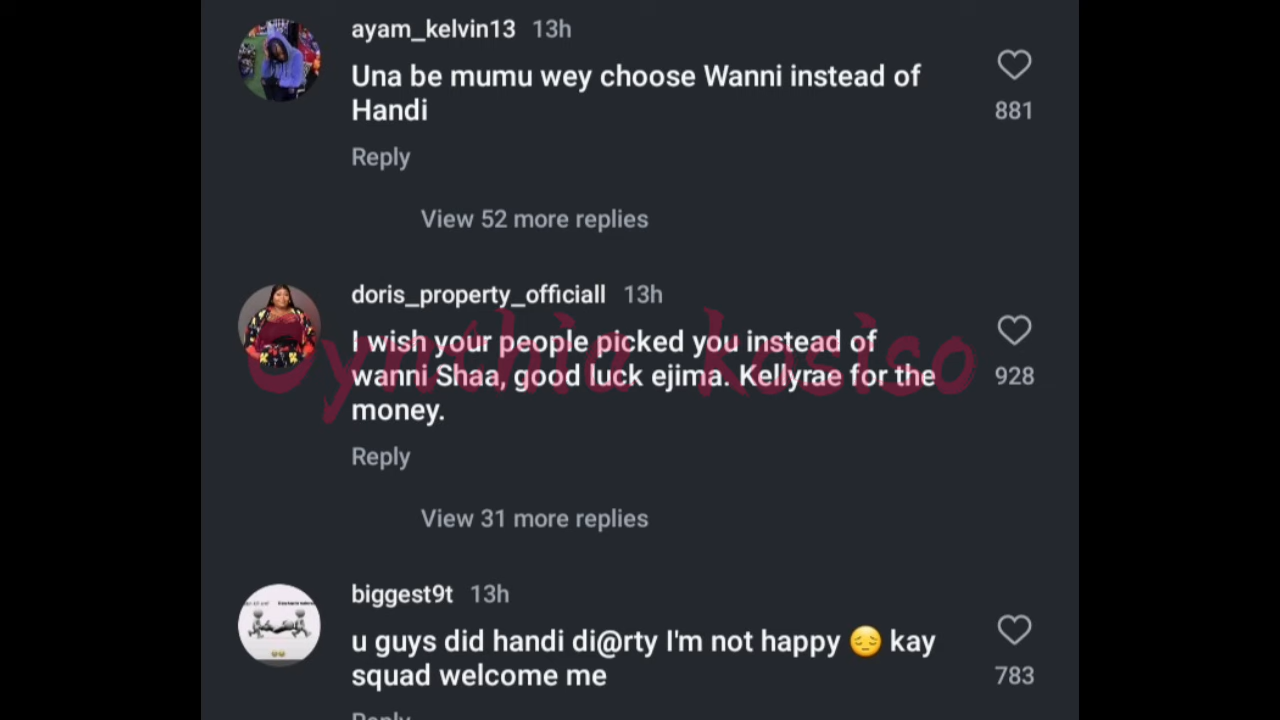 ayam_kelvin13 13h
Una be mumu wey choose Wanni instead of
Handi
881
Reply
View 52 more replies
doris_property_officiall 13h
I wish your people picked you instead of
wanni Shaa, good luck ejima. Kellyrae for the
money.
928
Cynthia kosiso
Reply
View 31 more replies
biggest9t 13h
u guys did handi di@rty I'm not happy 😔 kay
squad welcome me
783
Reply